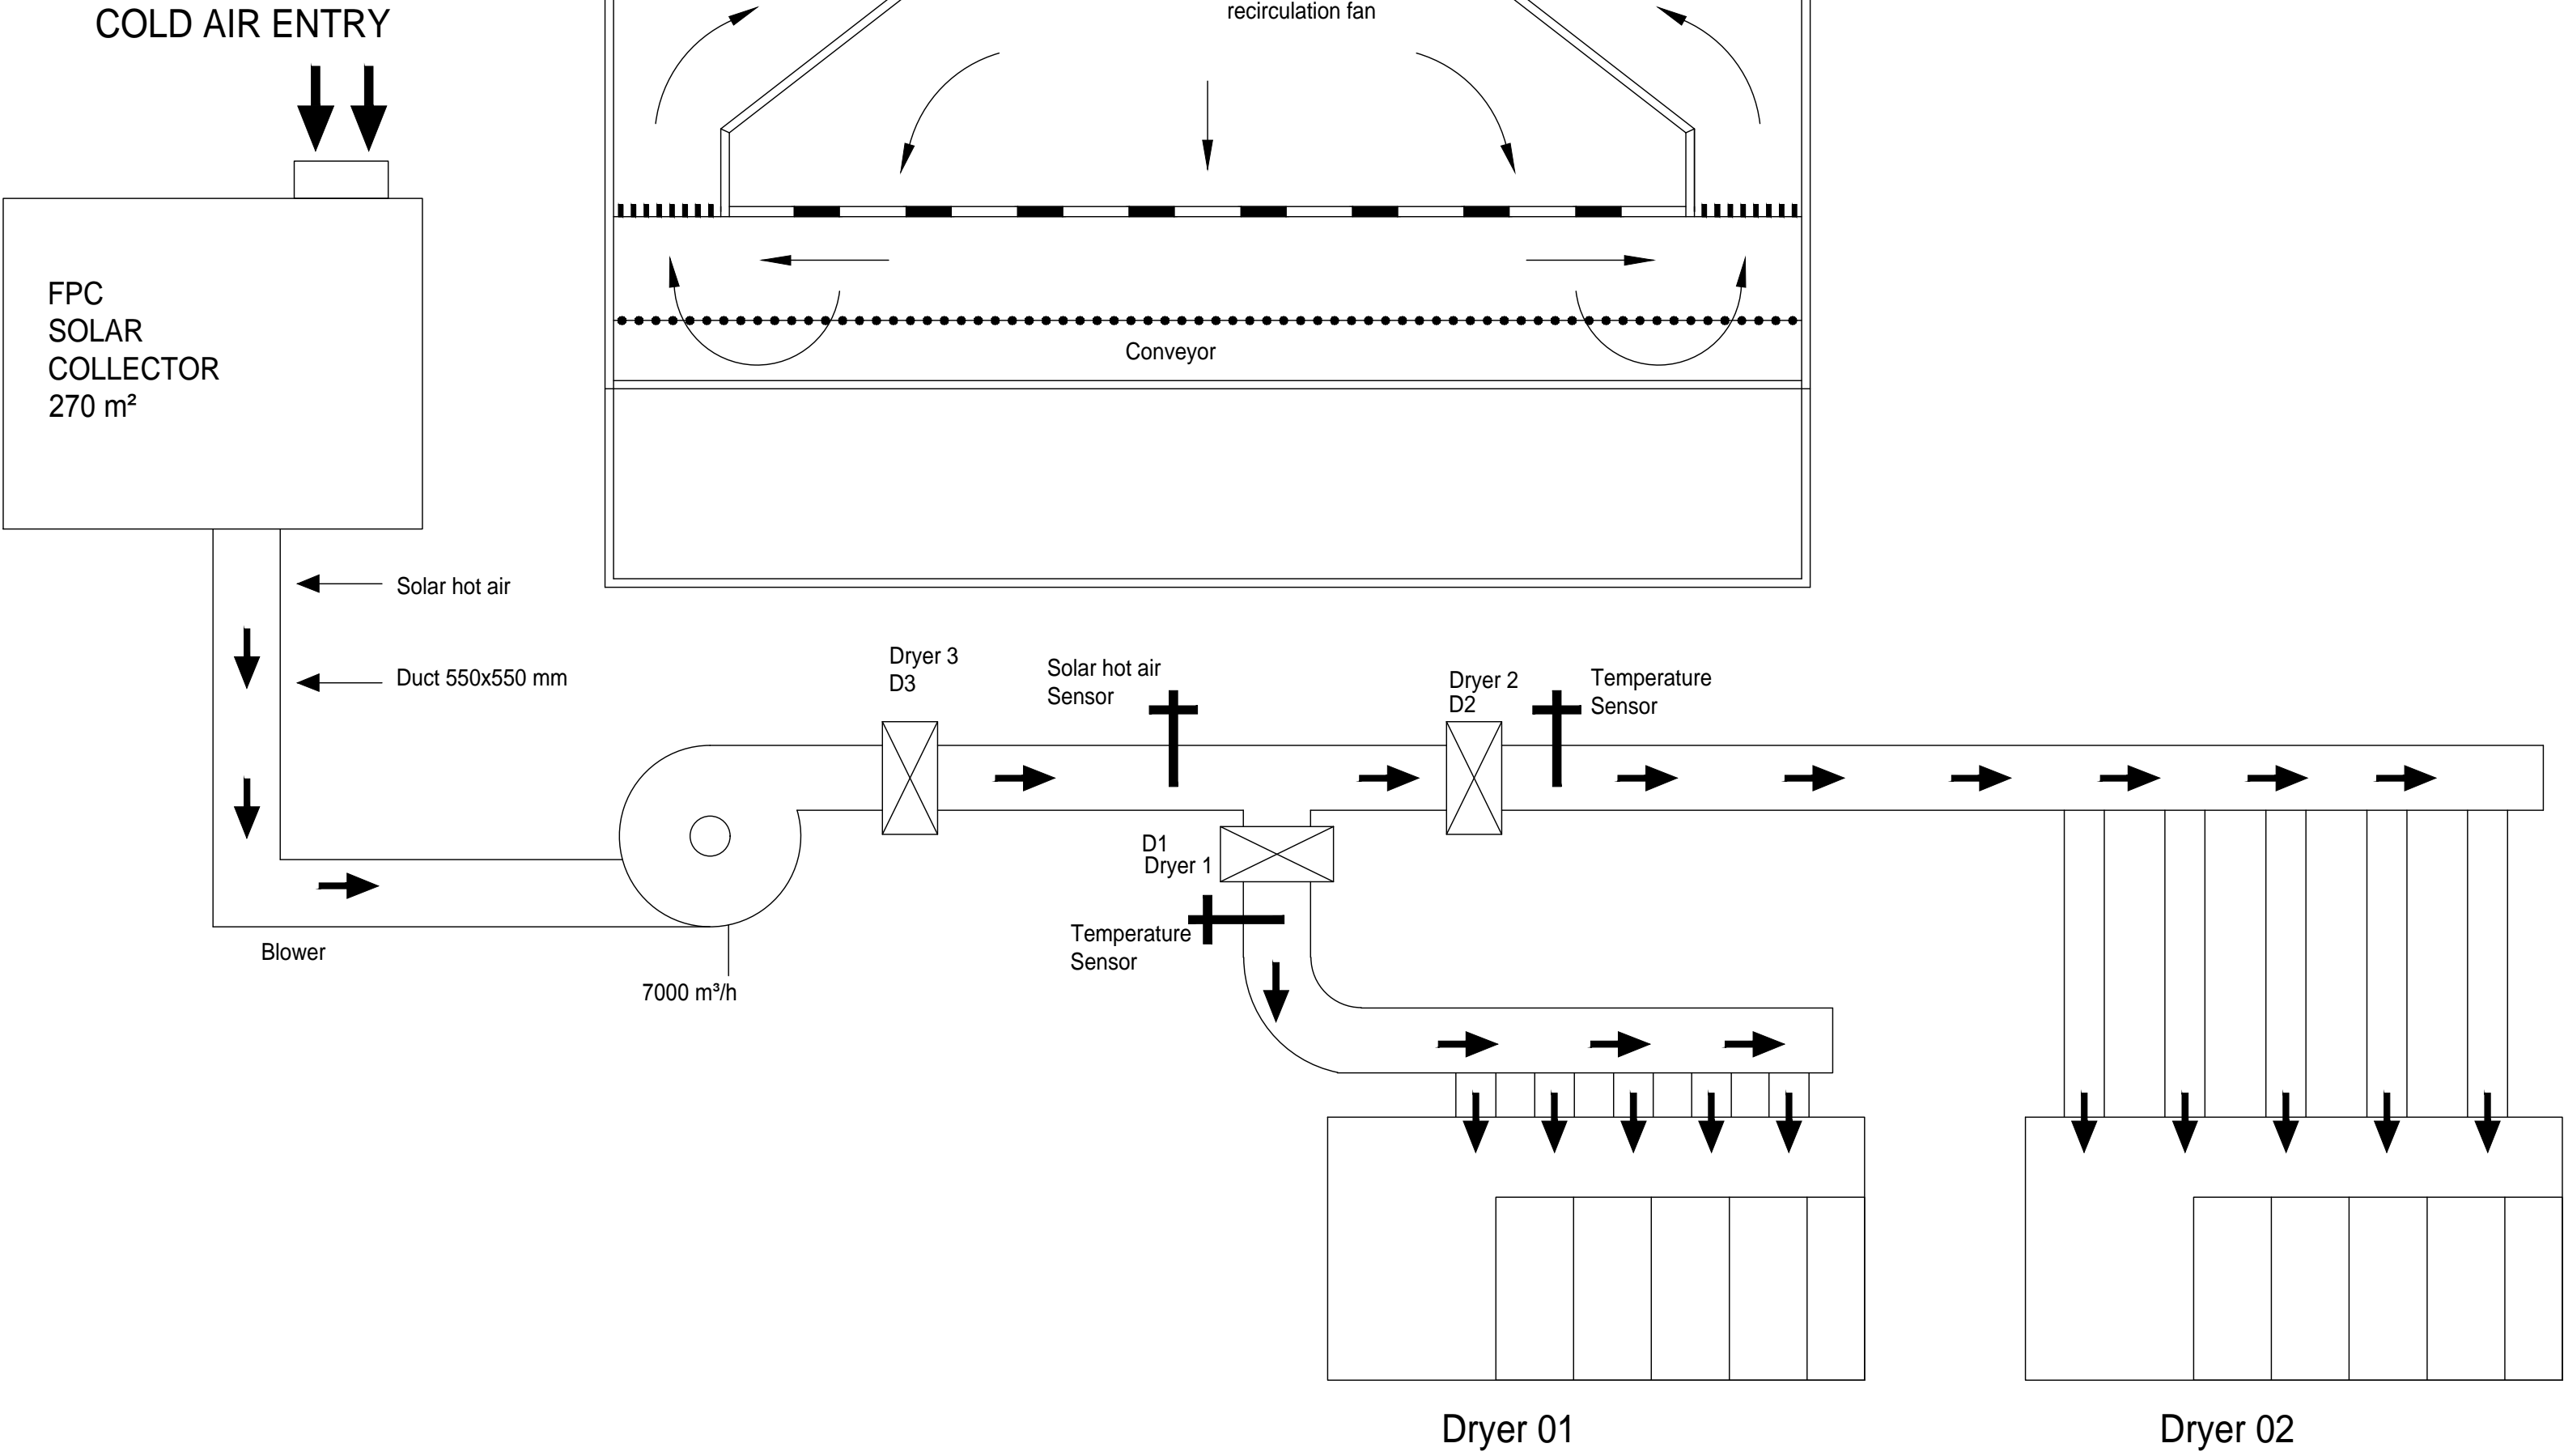 COLD AIR ENTRY
recirculation fan
FPC
SOLAR
COLLECTOR
270 m²
Conveyor
Solar hot air
Duct 550x550 mm
Dryer 3
D3
Solar hot air
Sensor
Dryer 2
D2
Temperature
Sensor
D1
Dryer 1
Temperature
Sensor
Blower
7000 m³/h
Dryer 01
Dryer 02